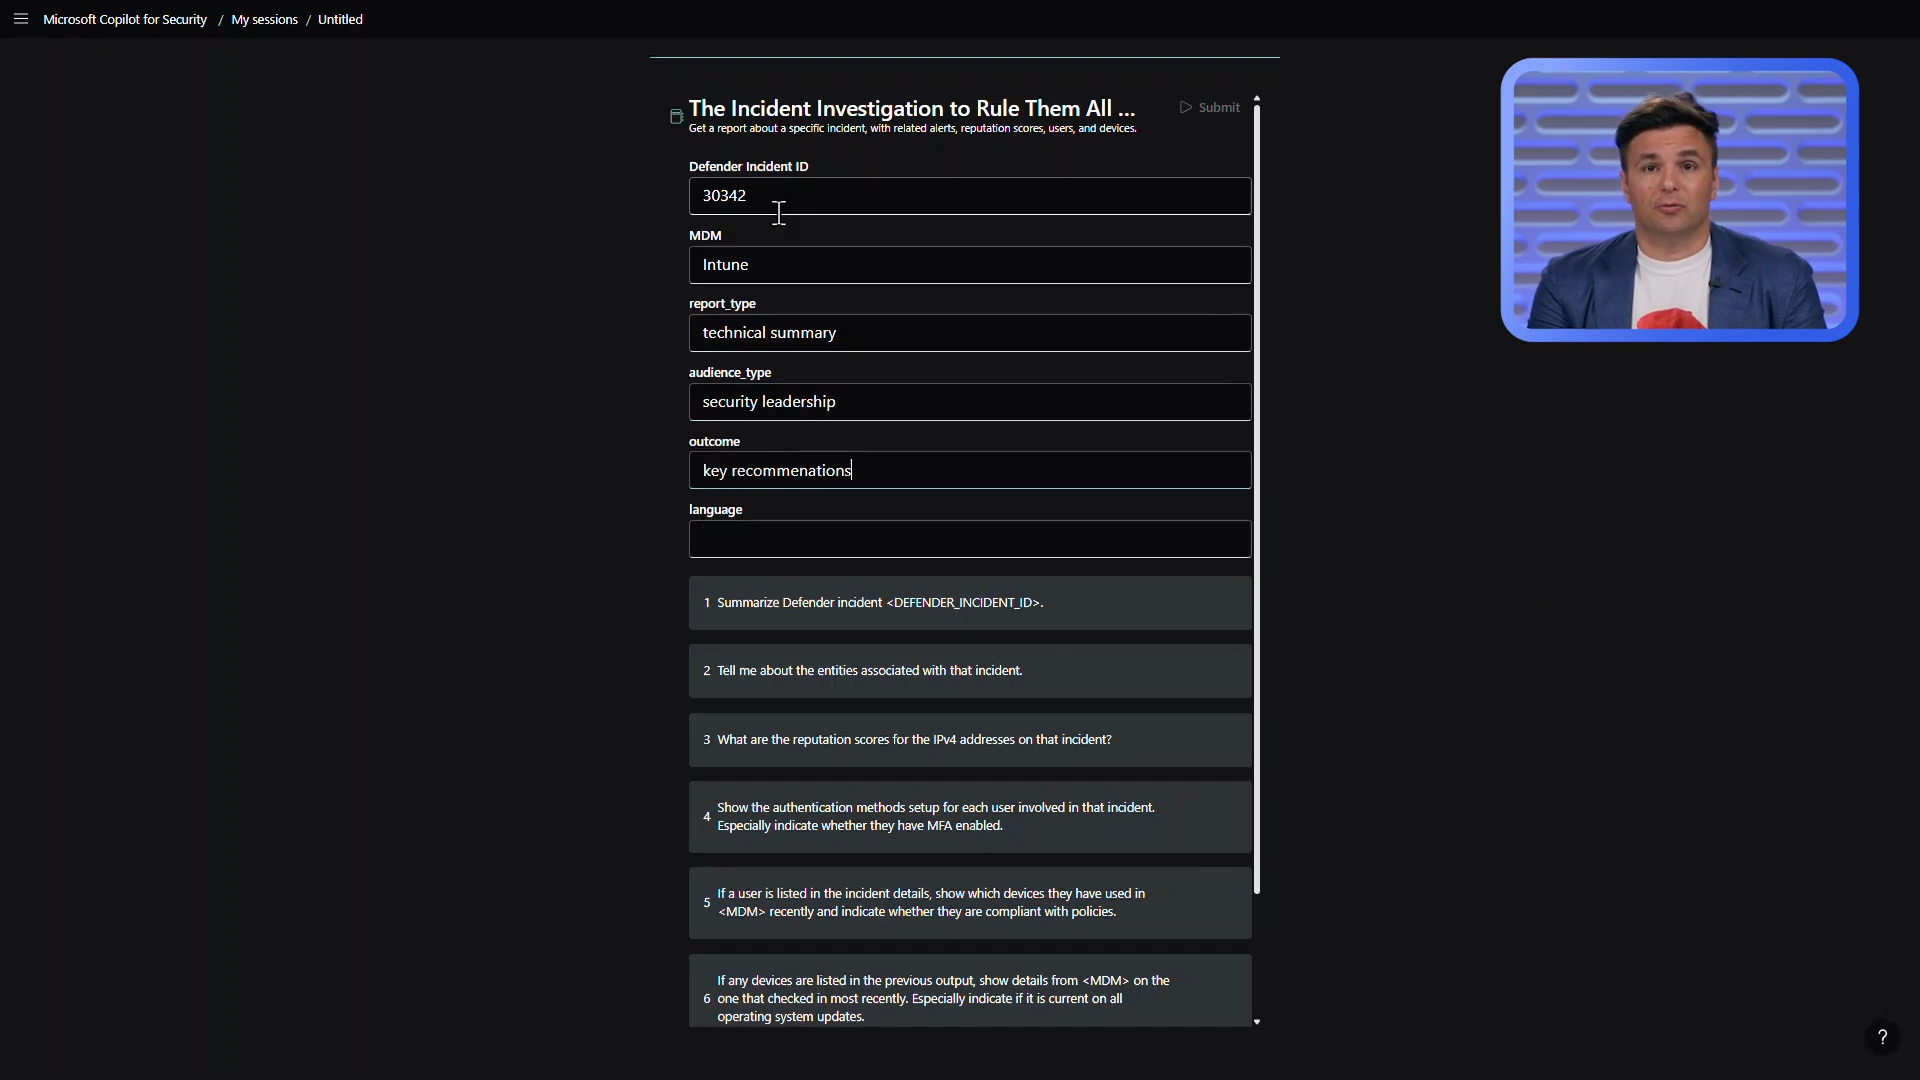 Microsoft Copilot for Security / My sessions / Untitled
The Incident Investigation to Rule Them All ...
Submit
Get a report about a specific incident, with related alerts, reputation scores, users, and devices.
Defender Incident ID
30342
MDM
Intune
report_type
technical summary
audience_type
security leadership
outcome
key recommenations
language
1 Summarize Defender incident <DEFENDER_INCIDENT_ID>.
2 Tell me about the entities associated with that incident.
3 What are the reputation scores for the IPv4 addresses on that incident?
4 Show the authentication methods setup for each user involved in that incident.
Especially indicate whether they have MFA enabled.
5 If a user is listed in the incident details, show which devices they have used in
<MDM> recently and indicate whether they are compliant with policies.
If any devices are listed in the previous output, show details from <MDM> on the
6 one that checked in most recently. Especially indicate if it is current on all
operating system updates.
?